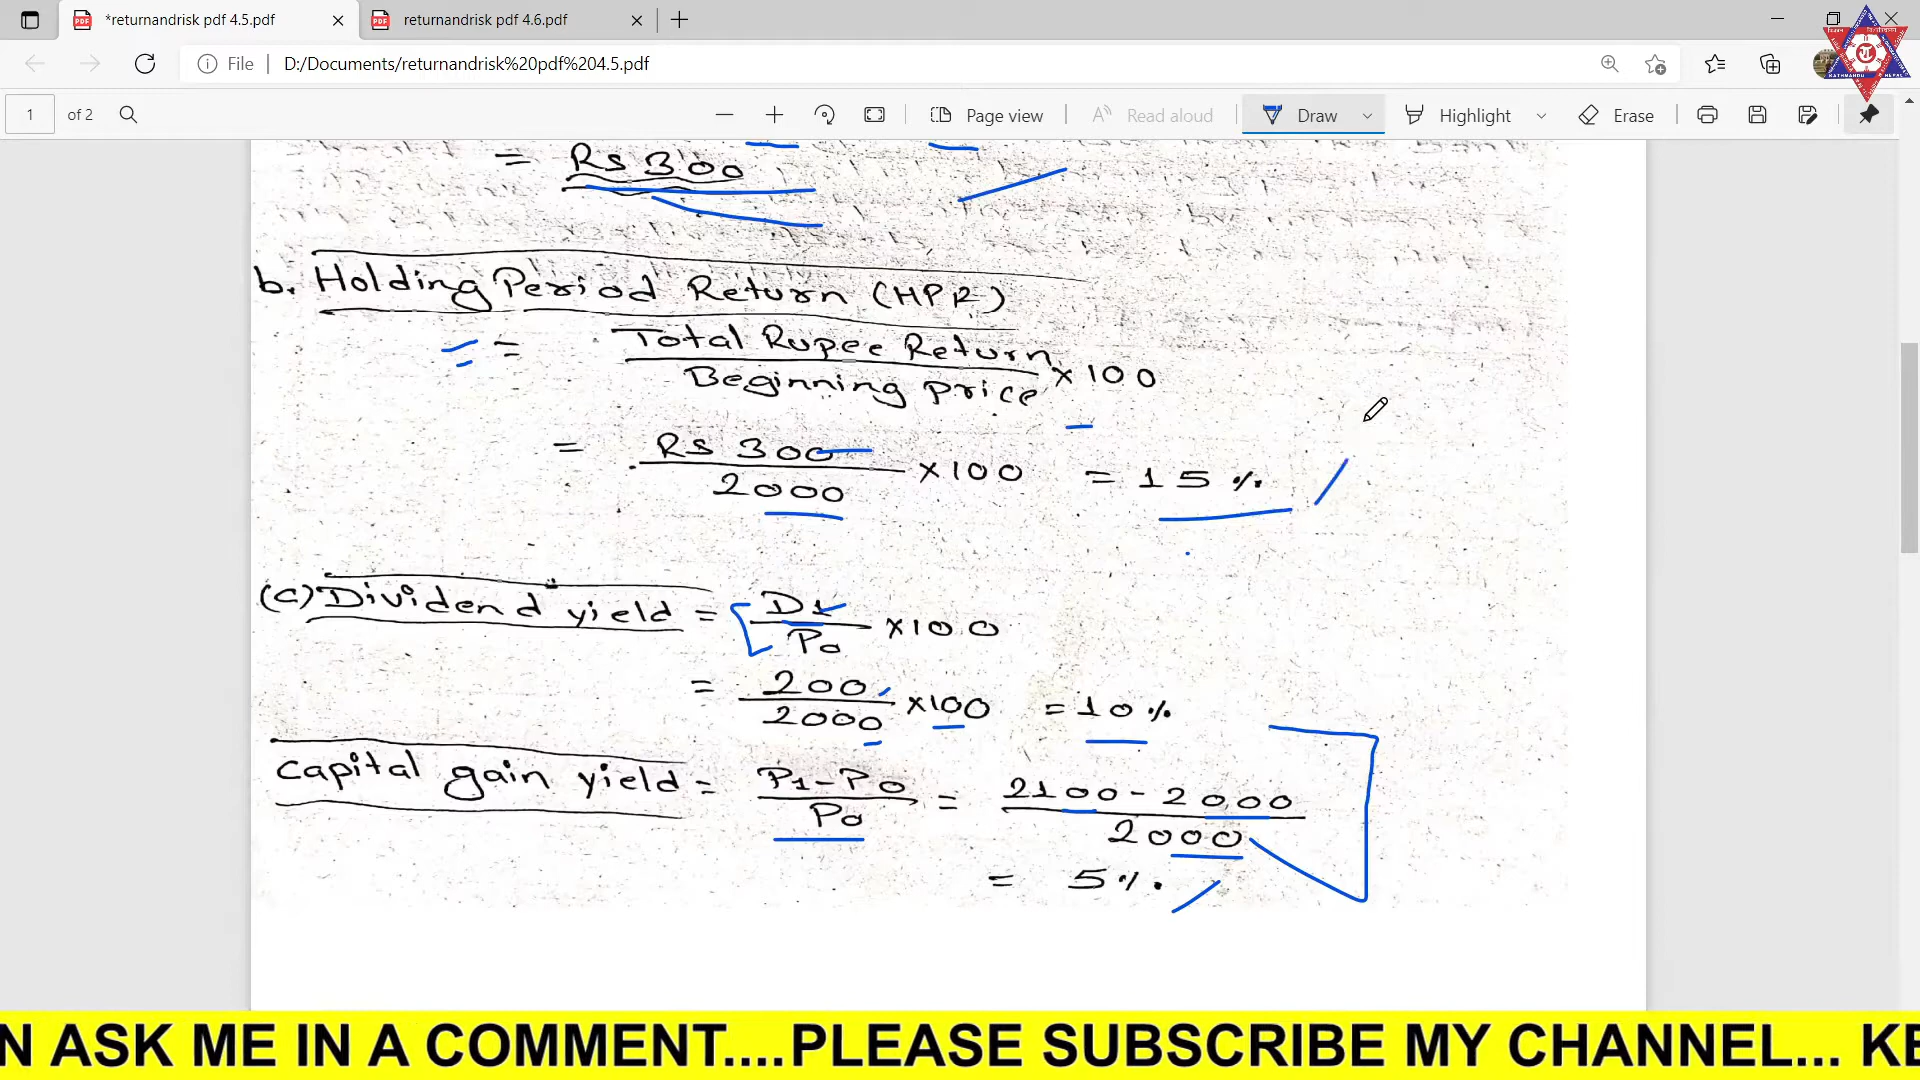 *returnandrisk pdf 4.5.pdf
returnandrisk pdf 4.6.pdf
File
D:/Documents/returnandrisk%20pdf%204.5.pdf
1 of 2
Page view
Read aloud
Draw
Highlight
Erase
= Rs 300
b. Holding Period Return (HPR)
= Total Rupee Return
Beginning price × 100
= Rs 300
2000 ×100 = 15 %
(c) Dividend yield = D1
P0 ×100
= 200
2000 ×100 = 10 %
capital gain yield = P1-P0
P0 = 2100 - 2000
2000
= 5 %.
N ASK ME IN A COMMENT....PLEASE SUBSCRIBE MY CHANNEL... KE